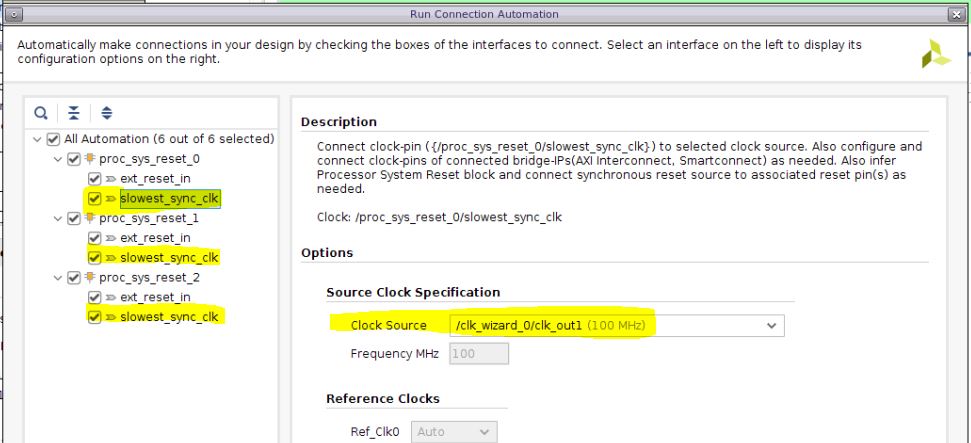 Run Connection Automation
Automatically make connections in your design by checking the boxes of the interfaces to connect. Select an interface on the left to display its
configuration options on the right.
All Automation (6 out of 6 selected)
proc_sys_reset_0
ext_reset_in
slowest_sync_clk
proc_sys_reset_1
ext_reset_in
slowest_sync_clk
proc_sys_reset_2
ext_reset_in
slowest_sync_clk
Description
Connect clock-pin ({/proc_sys_reset_0/slowest_sync_clk}) to selected clock source. Also configure and
connect clock-pins of connected bridge-IPs(AXI Interconnect, Smartconnect) as needed. Also infer
Processor System Reset block and connect synchronous reset source to associated reset pin(s) as
needed.
Clock: /proc_sys_reset_0/slowest_sync_clk
Options
Source Clock Specification
Clock Source /clk_wizard_0/clk_out1 (100 MHz)
Frequency MHz 100
Reference Clocks
Ref_Clk0 Auto